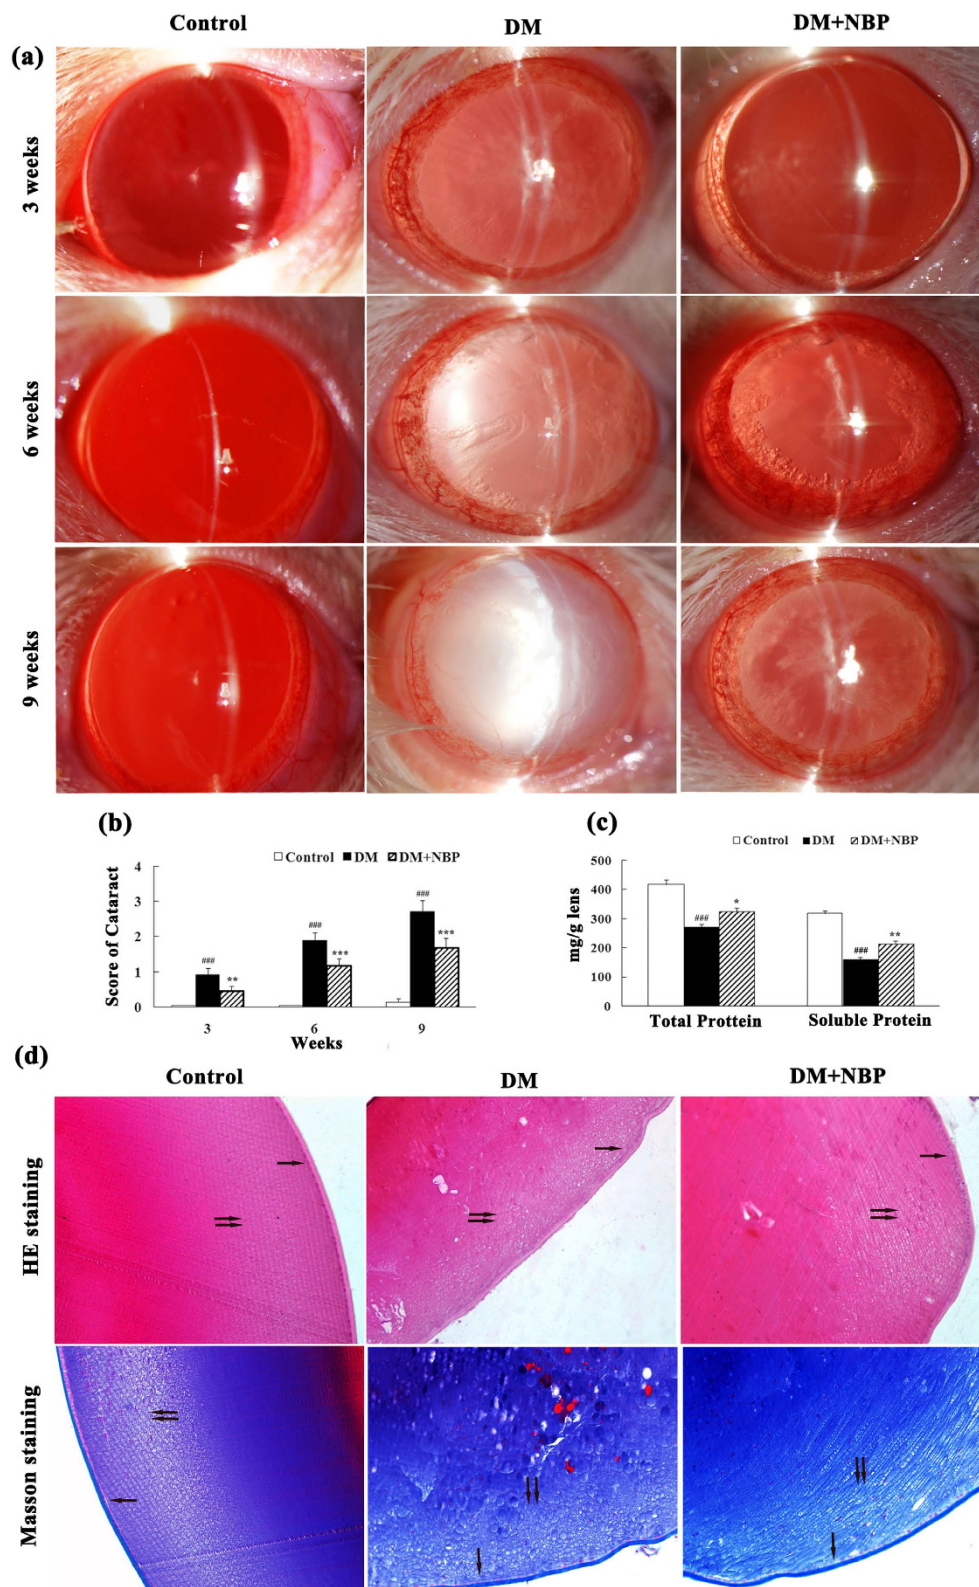 Control DM DM+NBP
(a)
3 weeks
6 weeks
9 weeks
(b)
Control DM DM+NBP
Score of Cataract
4
3
2
1
0
###
**
###
***
###
***
3 6 9
Weeks
(c)
Control DM DM+NBP
mg/g lens
500
400
300
200
100
0
###
*
###
**
Total Prottein Soluble Protein
(d)
Control DM DM+NBP
HE staining
Masson staining